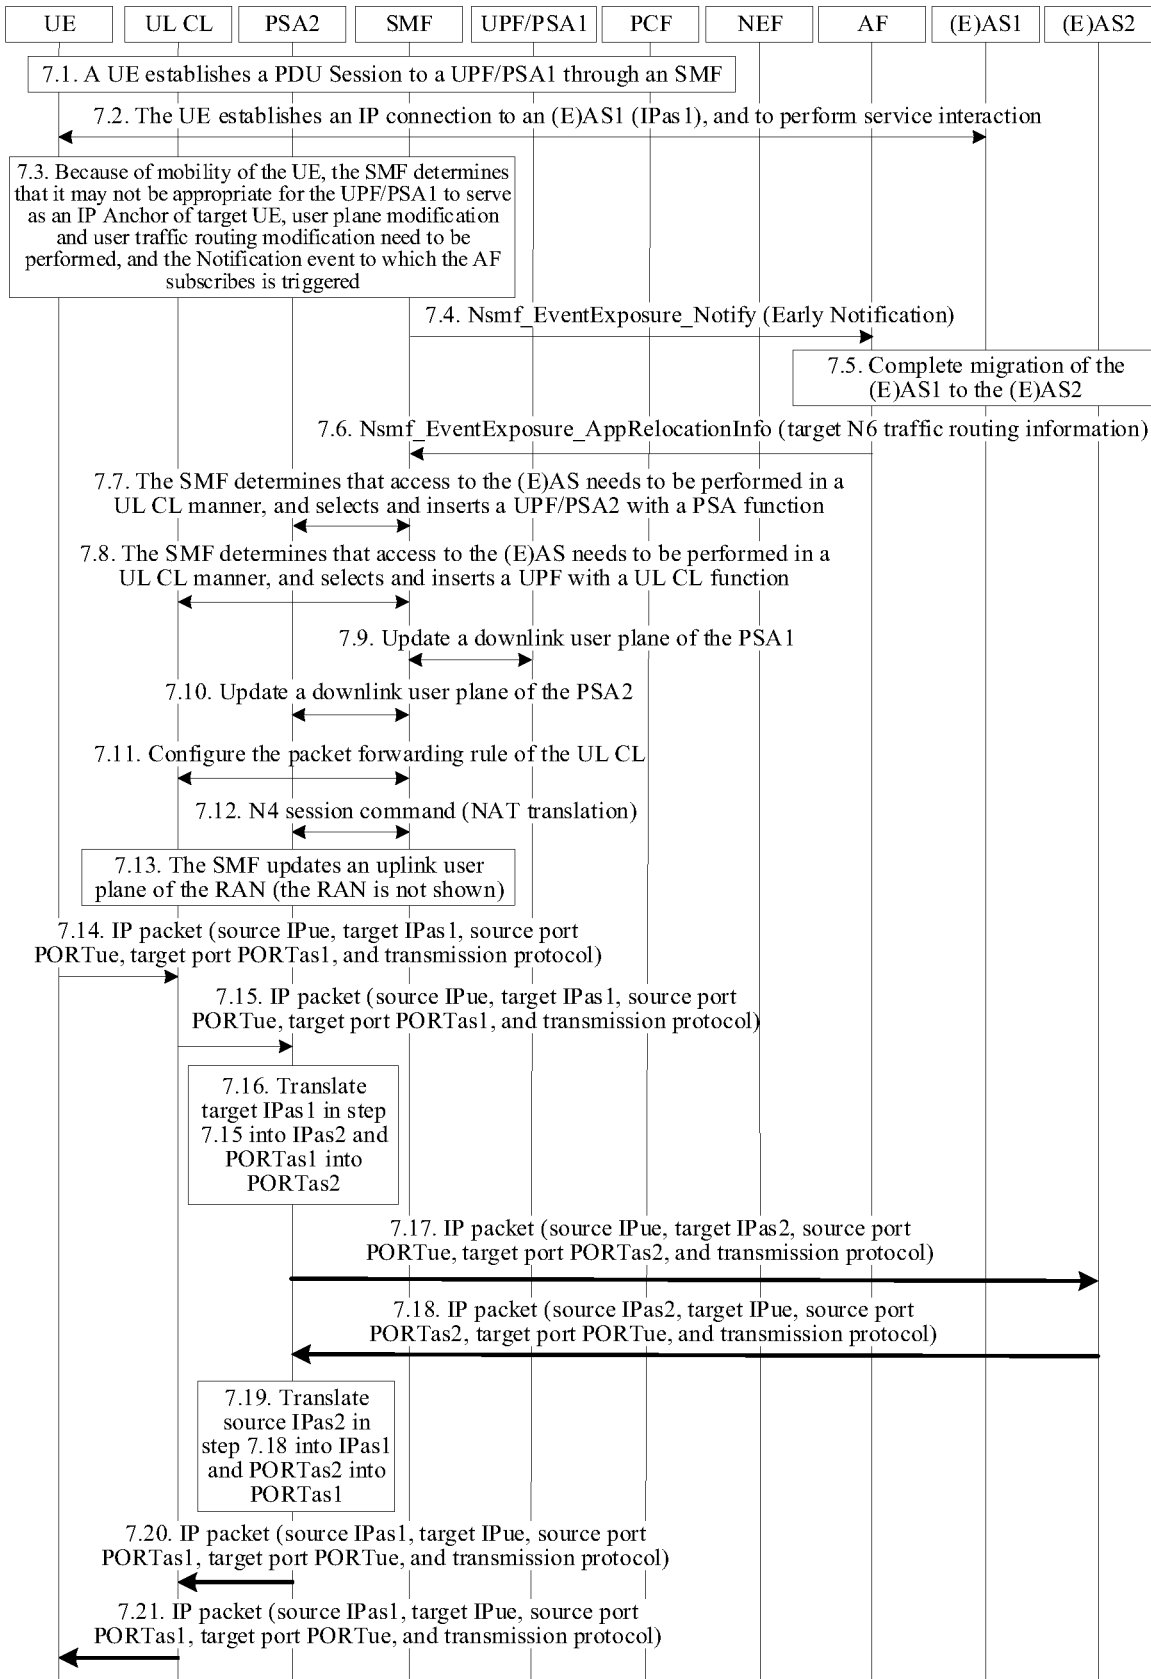 UE UL CL PSA2 SMF UPF/PSA1 PCF NEF AF (E)AS1 (E)AS2
7.1. A UE establishes a PDU Session to a UPF/PSA1 through an SMF
7.2. The UE establishes an IP connection to an (E)AS1 (IPas1), and to perform service interaction
7.3. Because of mobility of the UE, the SMF determines
that it may not be appropriate for the UPF/PSA1 to serve
as an IP Anchor of target UE, user plane modification
and user traffic routing modification need to be
performed, and the Notification event to which the AF
subscribes is triggered
7.4. Nsmf_EventExposure_Notify (Early Notification)
7.5. Complete migration of the
(E)AS1 to the (E)AS2
7.6. Nsmf_EventExposure_AppRelocationInfo (target N6 traffic routing information)
7.7. The SMF determines that access to the (E)AS needs to be performed in a
UL CL manner, and selects and inserts a UPF/PSA2 with a PSA function
7.8. The SMF determines that access to the (E)AS needs to be performed in a
UL CL manner, and selects and inserts a UPF with a UL CL function
7.9. Update a downlink user plane of the PSA1
7.10. Update a downlink user plane of the PSA2
7.11. Configure the packet forwarding rule of the UL CL
7.12. N4 session command (NAT translation)
7.13. The SMF updates an uplink user
plane of the RAN (the RAN is not shown)
7.14. IP packet (source IPue, target IPas1, source port
PORTue, target port PORTas1, and transmission protocol)
7.15. IP packet (source IPue, target IPas1, source port
PORTue, target port PORTas1, and transmission protocol)
7.16. Translate
target IPas1 in step
7.15 into IPas2 and
PORTas1 into
PORTas2
7.17. IP packet (source IPue, target IPas2, source port
PORTue, target port PORTas2, and transmission protocol)
7.18. IP packet (source IPas2, target IPue, source port
PORTas2, target port PORTue, and transmission protocol)
7.19. Translate
source IPas2 in
step 7.18 into IPas1
and PORTas2 into
PORTas1
7.20. IP packet (source IPas1, target IPue, source port
PORTas1, target port PORTue, and transmission protocol)
7.21. IP packet (source IPas1, target IPue, source port
PORTas1, target port PORTue, and transmission protocol)